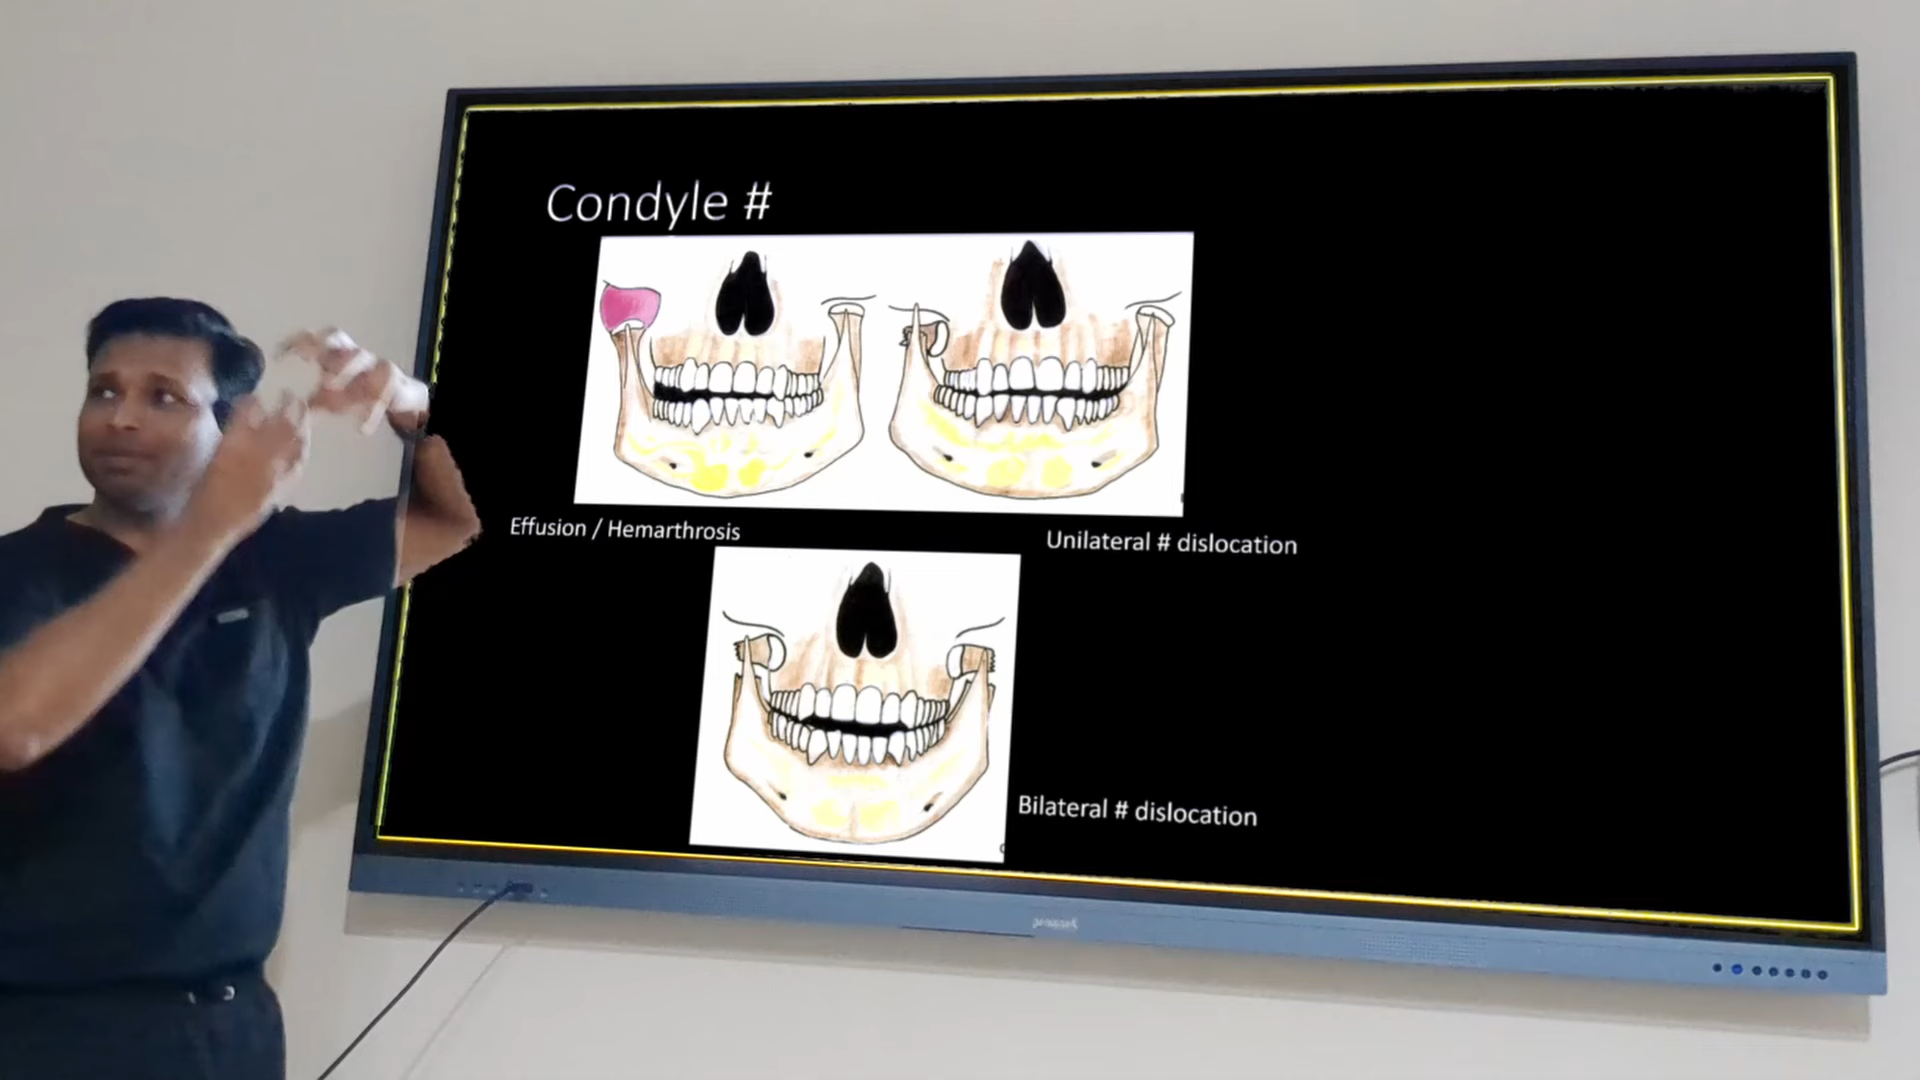 Condyle #
Effusion / Hemarthrosis
Unilateral # dislocation
Bilateral # dislocation